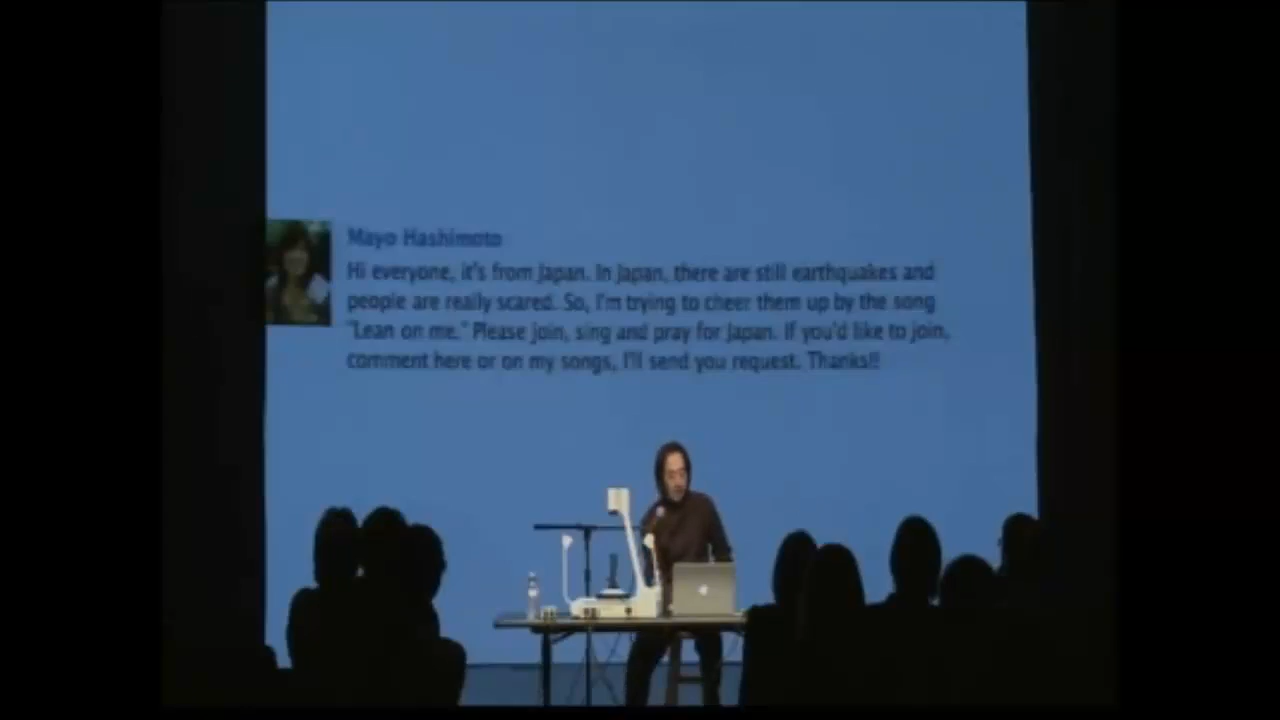 Mayo Hashimoto
Hi everyone, it's from Japan. In Japan, there are still earthquakes and
people are really scared. So, I'm trying to cheer them up by the song
"Lean on me." Please join, sing and pray for Japan. If you'd like to join,
comment here or on my songs, I'll send you request. Thanks!!